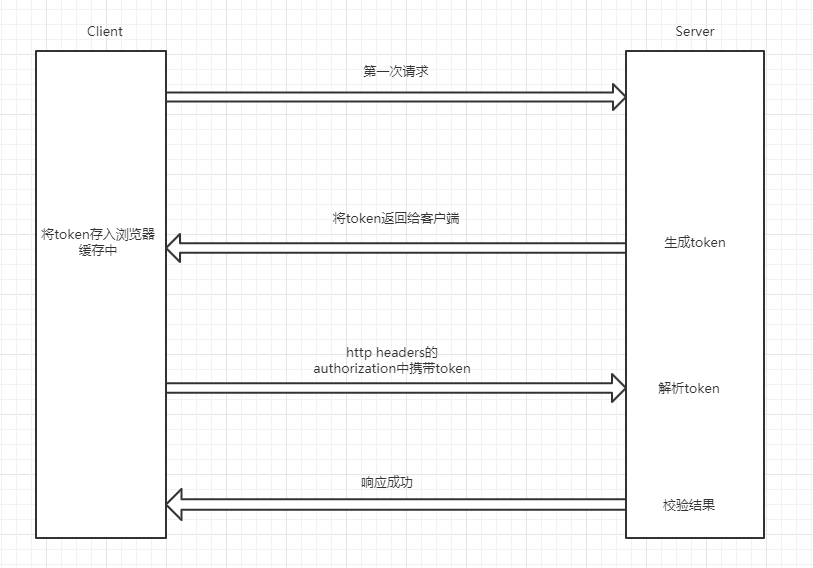 Client
Server
第一次请求
将token返回给客户端
将token存入浏览器
缓存中
生成token
http headers的
authorization中携带token
解析token
响应成功
校验结果